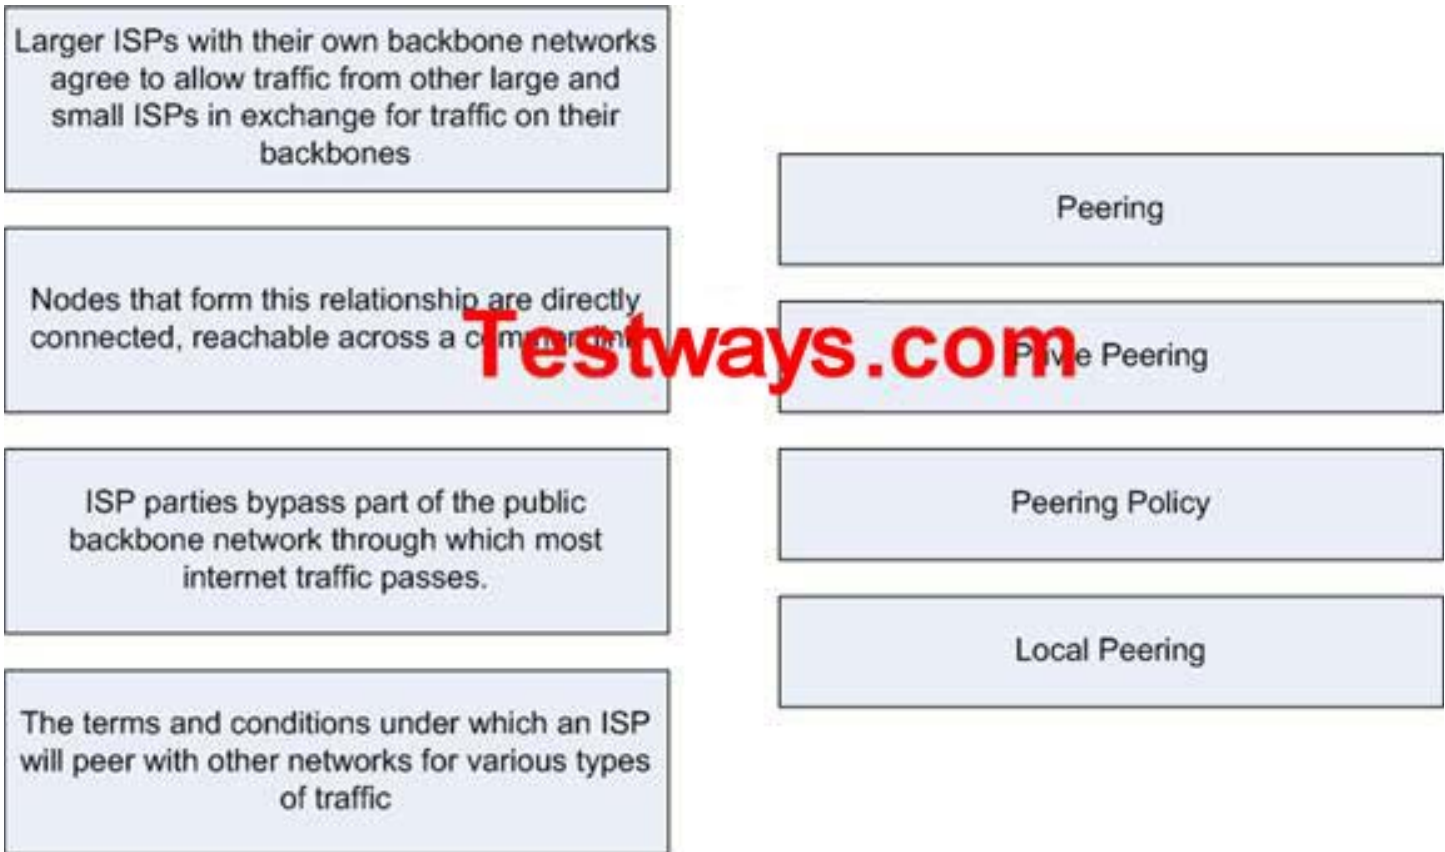 Larger ISPs with their own backbone networks
agree to allow traffic from other large and
small ISPs in exchange for traffic on their
backbones
Nodes that form this relationship are directly
connected, reachable across a
ISP parties bypass part of the public
backbone network through which most
internet traffic passes.
The terms and conditions under which an ISP
will peer with other networks for various types
of traffic
Testways.com
Peering
Peering
Peering Policy
Local Peering